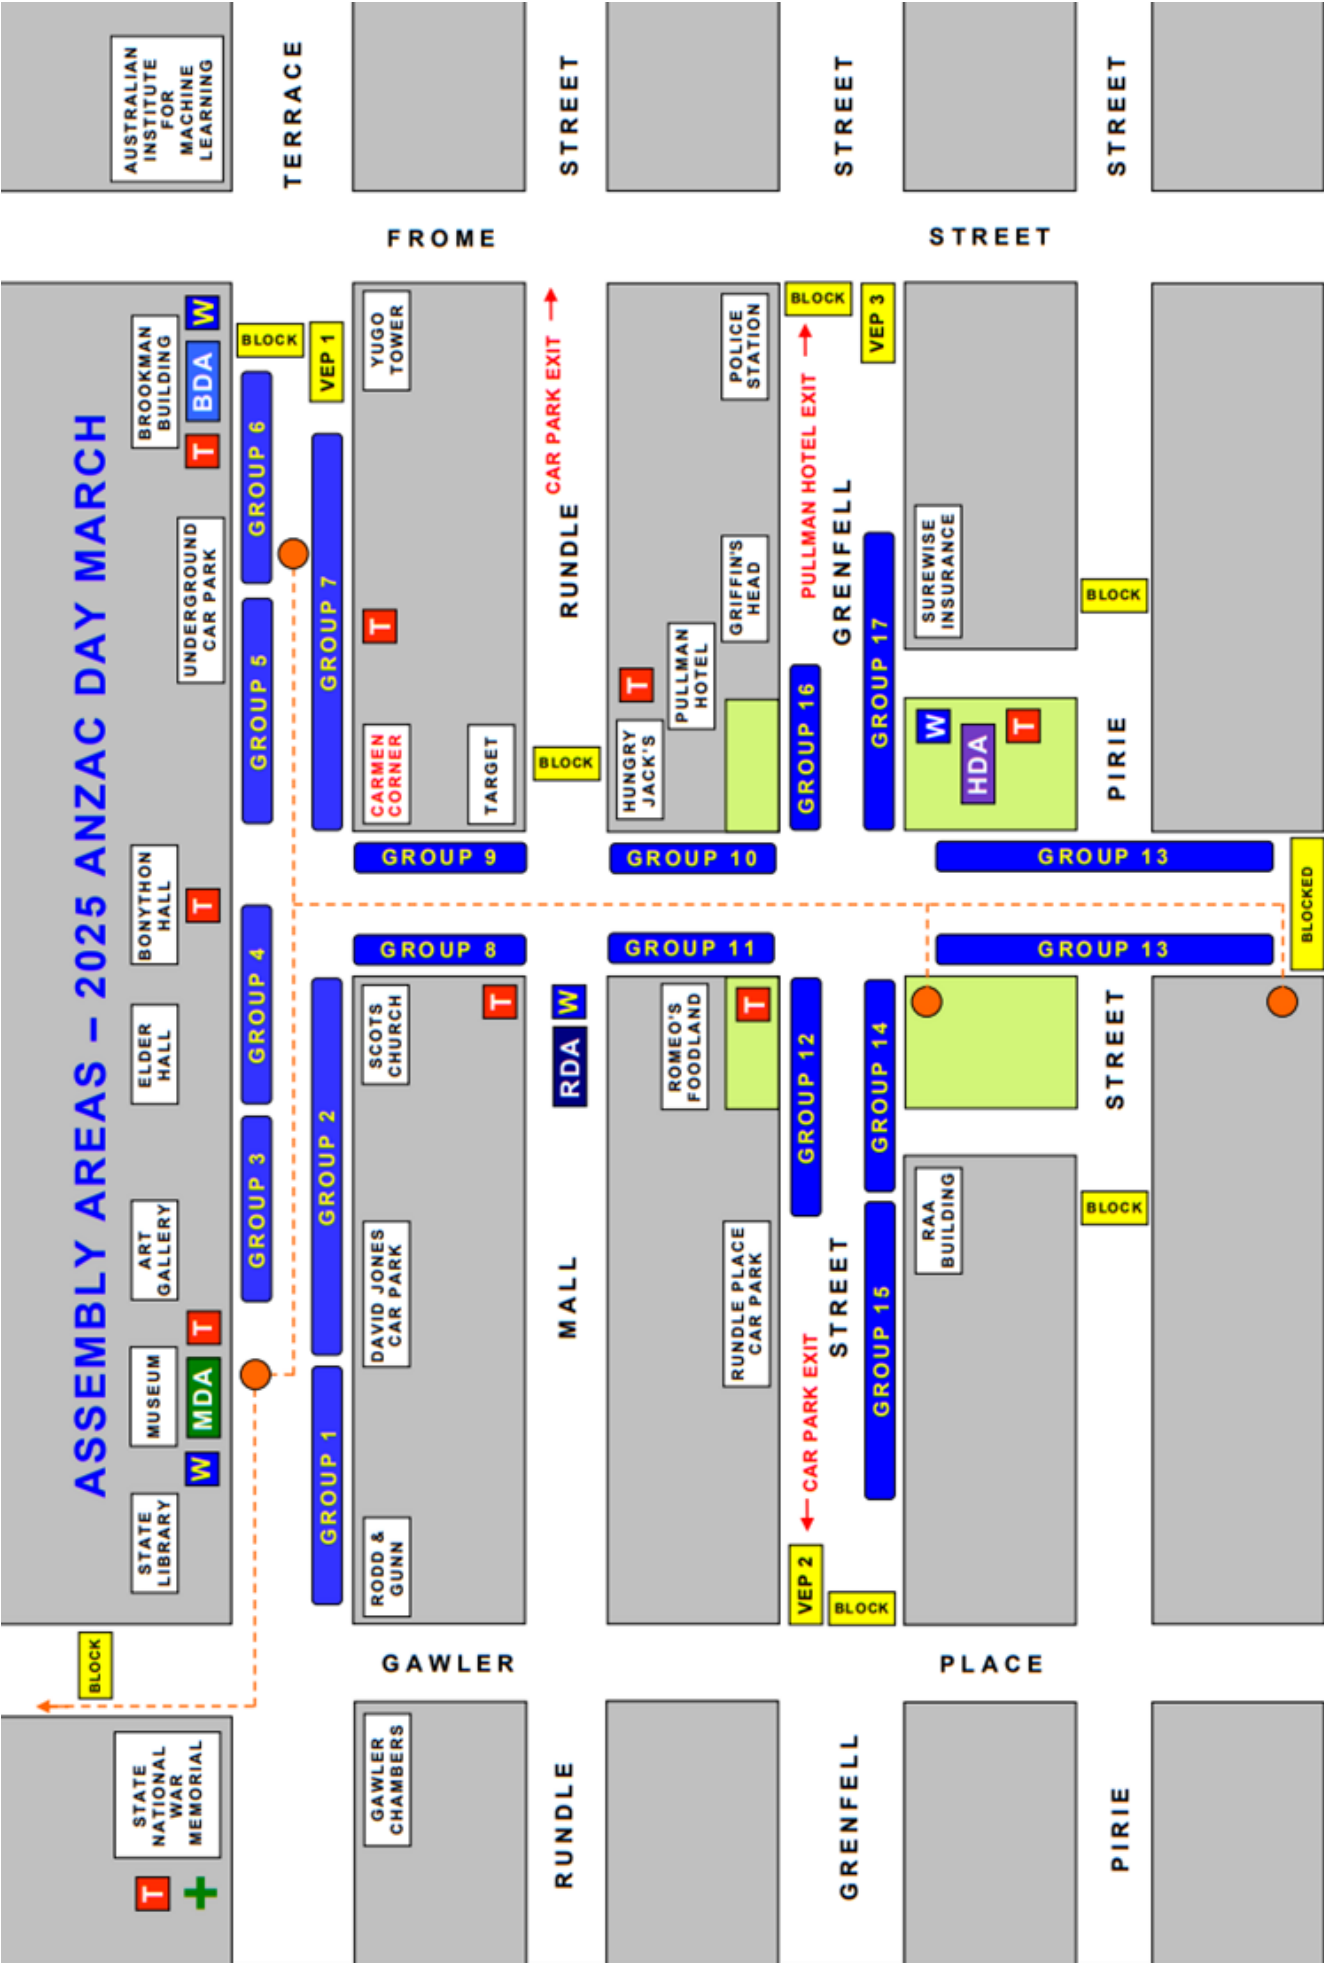 ASSEMBLY AREAS – 2025 ANZAC DAY MARCH
STATE
NATIONAL
WAR
MEMORIAL
T
BLOCK
STATE
LIBRARY
W
MUSEUM
MDA
T
ART
GALLERY
ELDER
HALL
BONYTHON
HALL
T
UNDERGROUND
CAR PARK
BROOKMAN
BUILDING
T
BDA
W
AUSTRALIAN
INSTITUTE
FOR
MACHINE
LEARNING
GROUP 3
GROUP 4
GROUP 5
GROUP 6
BLOCK
TERRACE
GROUP 1
GROUP 2
GROUP 7
VEP 1
GAWLER
CHAMBERS
GAWLER
RODD &
GUNN
DAVID JONES
CAR PARK
SCOTS
CHURCH
T
GROUP 8
GROUP 9
CARMEN
CORNER
TARGET
T
YUGO
TOWER
FROME
RUNDLE
MALL
RDA
W
BLOCK
RUNDLE
CAR PARK EXIT
STREET
RUNDLE PLACE
CAR PARK
ROMEO'S
FOODLAND
T
GROUP 11
GROUP 10
HUNGRY
JACK'S
T
PULLMAN
HOTEL
GRIFFIN'S
HEAD
POLICE
STATION
VEP 2
CAR PARK EXIT
GROUP 12
GROUP 16
PULLMAN HOTEL EXIT
BLOCK
GRENFELL
BLOCK
STREET
GRENFELL
STREET
GROUP 15
GROUP 14
GROUP 17
VEP 3
PLACE
RAA
BUILDING
GROUP 13
GROUP 13
W
HDA
T
SUREWISE
INSURANCE
STREET
PIRIE
BLOCK
STREET
PIRIE
BLOCK
STREET
BLOCKED